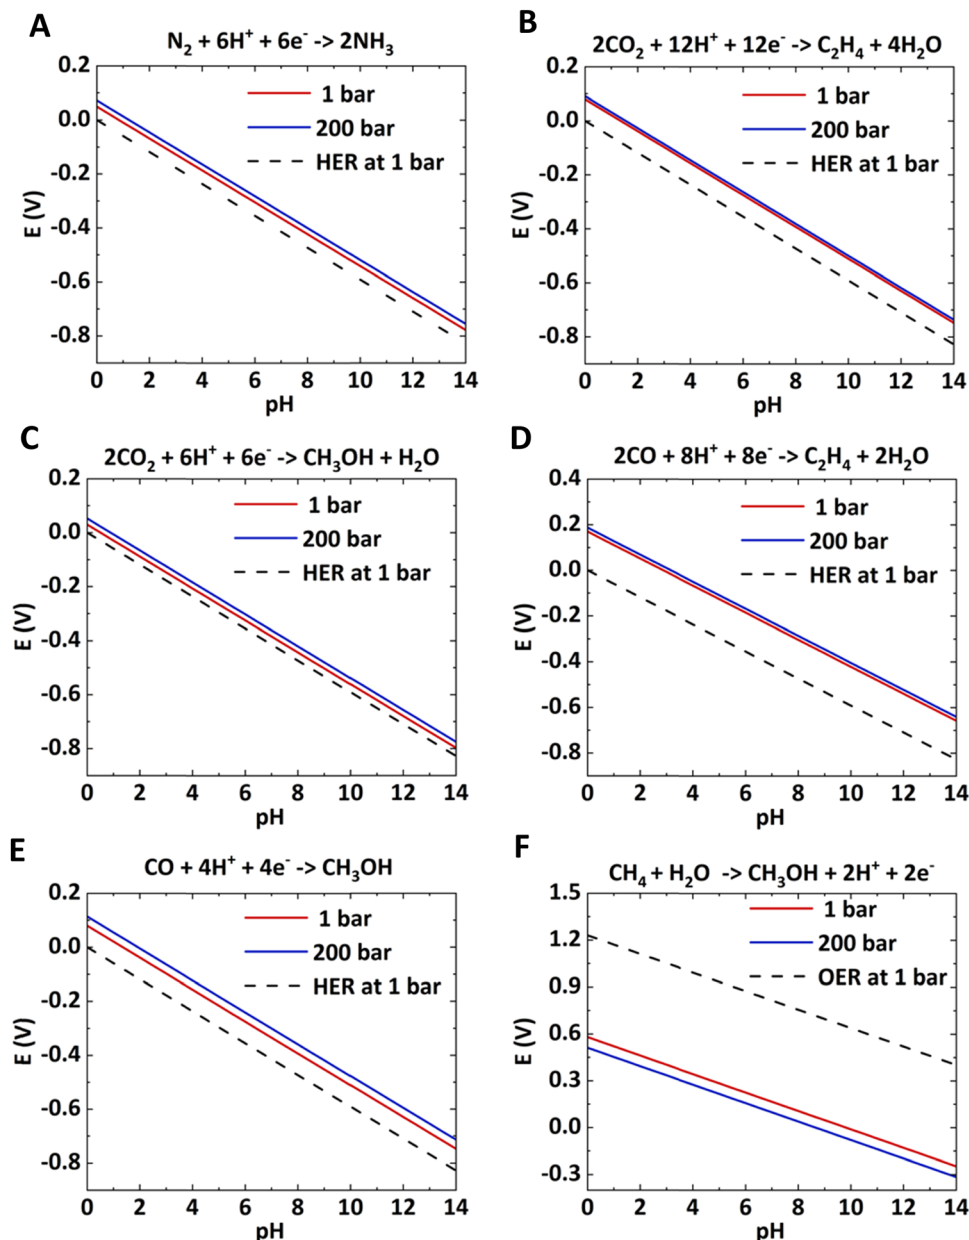 A
N₂ + 6H⁺ + 6e⁻ -> 2NH₃
0.2
0.0
-0.2
-0.4
-0.6
-0.8
E (V)
1 bar
200 bar
HER at 1 bar
0 2 4 6 8 10 12 14
pH
B
2CO₂ + 12H⁺ + 12e⁻ -> C₂H₄ + 4H₂O
0.2
0.0
-0.2
-0.4
-0.6
-0.8
E (V)
1 bar
200 bar
HER at 1 bar
0 2 4 6 8 10 12 14
pH
C
2CO₂ + 6H⁺ + 6e⁻ -> CH₃OH + H₂O
0.2
0.0
-0.2
-0.4
-0.6
-0.8
E (V)
1 bar
200 bar
HER at 1 bar
0 2 4 6 8 10 12 14
pH
D
2CO + 8H⁺ + 8e⁻ -> C₂H₄ + 2H₂O
0.4
0.2
0.0
-0.2
-0.4
-0.6
-0.8
E (V)
1 bar
200 bar
HER at 1 bar
0 2 4 6 8 10 12 14
pH
E
CO + 4H⁺ + 4e⁻ -> CH₃OH
0.2
0.0
-0.2
-0.4
-0.6
-0.8
E (V)
1 bar
200 bar
HER at 1 bar
0 2 4 6 8 10 12 14
pH
F
CH₄ + H₂O -> CH₃OH + 2H⁺ + 2e⁻
1.5
1.2
0.9
0.6
0.3
0.0
-0.3
E (V)
1 bar
200 bar
OER at 1 bar
0 2 4 6 8 10 12 14
pH